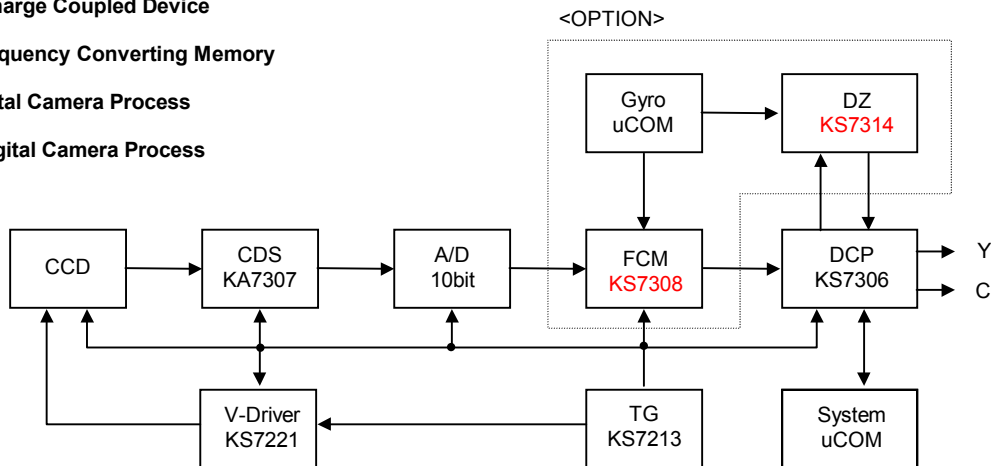 arge Coupled Device
<OPTION>
quency Converting Memory
tal Camera Process
gital Camera Process
Gyro
uCOM
DZ
KS7314
CCD
CDS
KA7307
A/D
10bit
FCM
KS7308
DCP
KS7306
Y
C
V-Driver
KS7221
TG
KS7213
System
uCOM